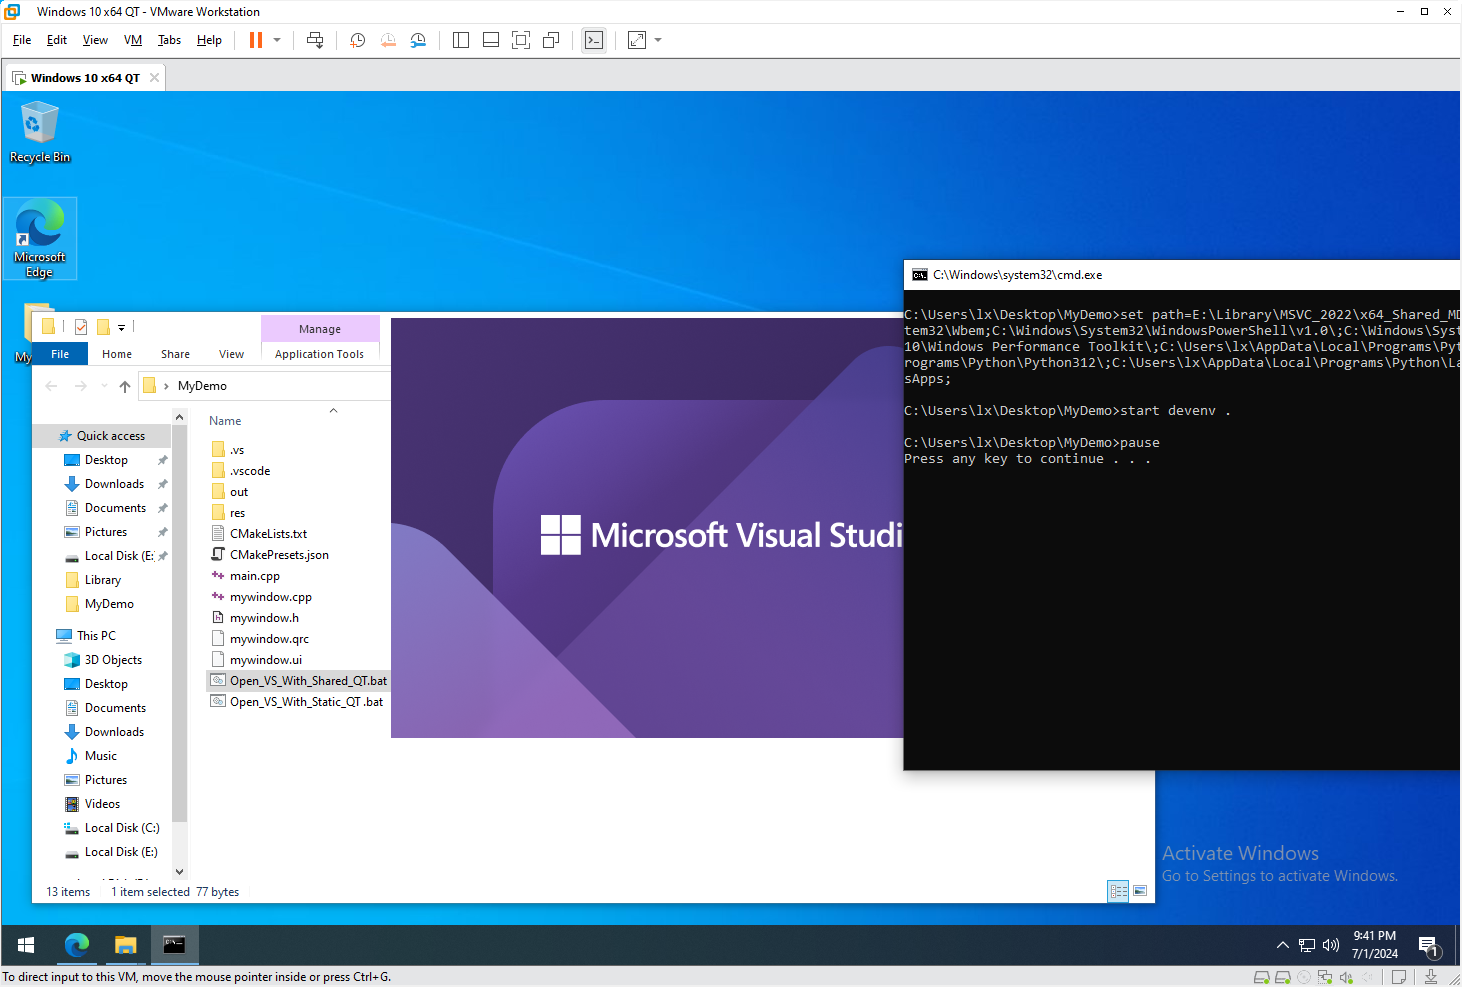 Windows 10 x64 QT - VMware Workstation
File Edit View VM Tabs Help
Windows 10 x64 QT
Recycle Bin
Microsoft
Edge
My
Manage
File Home Share View Application Tools
MyDemo
Name
Quick access
Desktop
Downloads
Documents
Pictures
Local Disk (E:
Library
MyDemo
This PC
3D Objects
Desktop
Documents
Downloads
Music
Pictures
Videos
Local Disk (C:)
Local Disk (E:)
.vs
.vscode
out
res
CMakeLists.txt
CMakePresets.json
main.cpp
mywindow.cpp
mywindow.h
mywindow.qrc
mywindow.ui
Open_VS_With_Shared_QT.bat
Open_VS_With_Static_QT .bat
13 items 1 item selected 77 bytes
Microsoft Visual Studi
C:\Windows\system32\cmd.exe
C:\Users\lx\Desktop\MyDemo>set path=E:\Library\MSVC_2022\x64_Shared_MD
tem32\Wbem;C:\Windows\System32\WindowsPowerShell\v1.0\;C:\Windows\Syst
10\Windows Performance Toolkit\;C:\Users\lx\AppData\Local\Programs\Pyt
rograms\Python\Python312\;C:\Users\lx\AppData\Local\Programs\Python\La
sApps;
C:\Users\lx\Desktop\MyDemo>start devenv .
C:\Users\lx\Desktop\MyDemo>pause
Press any key to continue . . .
Activate Windows
Go to Settings to activate Windows.
9:41 PM
7/1/2024
1
To direct input to this VM, move the mouse pointer inside or press Ctrl+G.